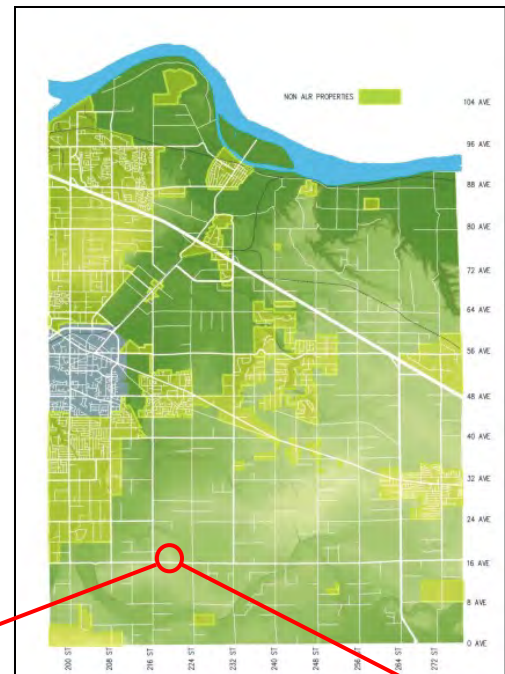 NON ALR PROPERTIES
104 AVE
96 AVE
88 AVE
80 AVE
72 AVE
64 AVE
56 AVE
48 AVE
40 AVE
32 AVE
24 AVE
16 AVE
8 AVE
0 AVE
200 ST
208 ST
216 ST
224 ST
232 ST
240 ST
248 ST
256 ST
264 ST
272 ST